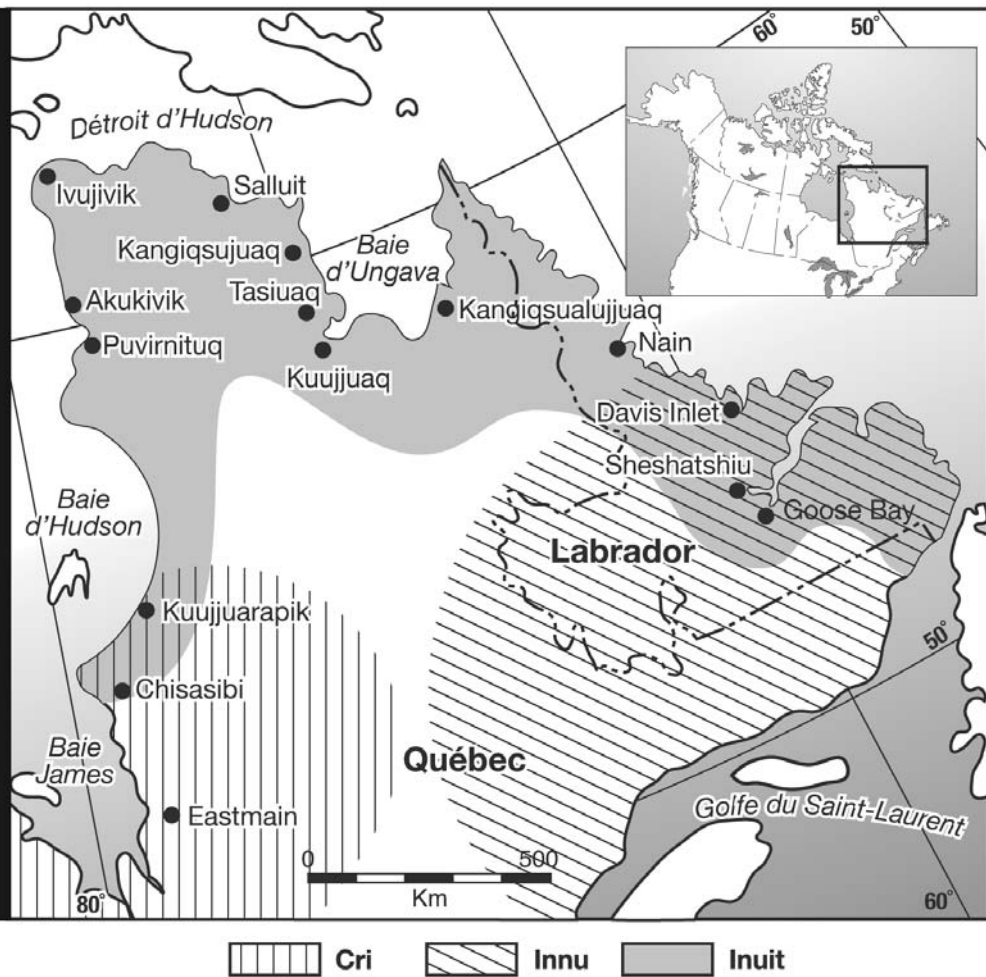 60°
50°
Détroit d'Hudson
Ivujivik
Salluit
Kangiqsujuaq
Baie
d'Ungava
Akukivik
Tasiuaq
Kangiqsualujjuaq
Puvirnituq
Kuujjuaq
Nain
Davis Inlet
Sheshatshiu
Baie
d'Hudson
Goose Bay
Labrador
Kuujjuarapik
50°
Chisasibi
Baie
James
Québec
Eastmain
Golfe du Saint-Laurent
0
500
Km
80°
60°
Cri
Innu
Inuit